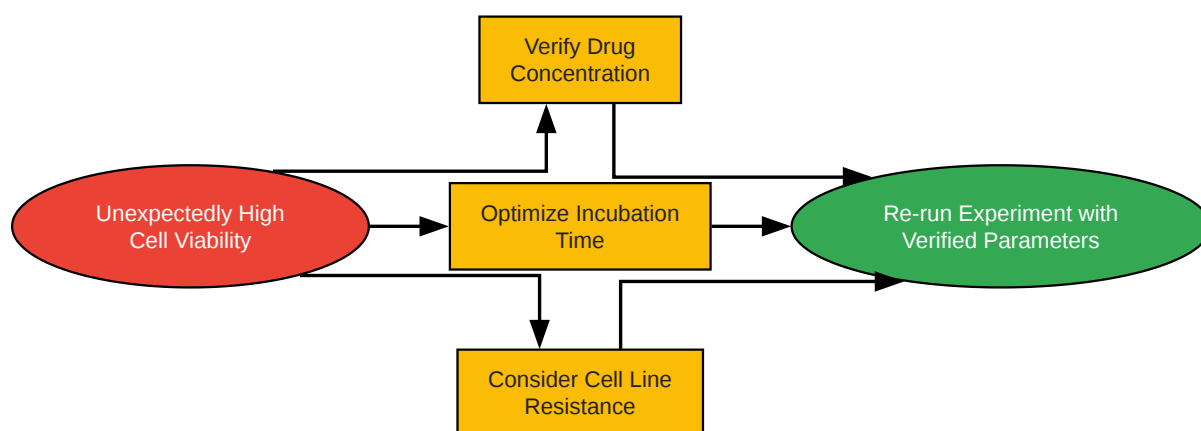 Verify Drug
Concentration
Unexpectedly High
Cell Viability
Optimize Incubation
Time
Re-run Experiment with
Verified Parameters
Consider Cell Line
Resistance